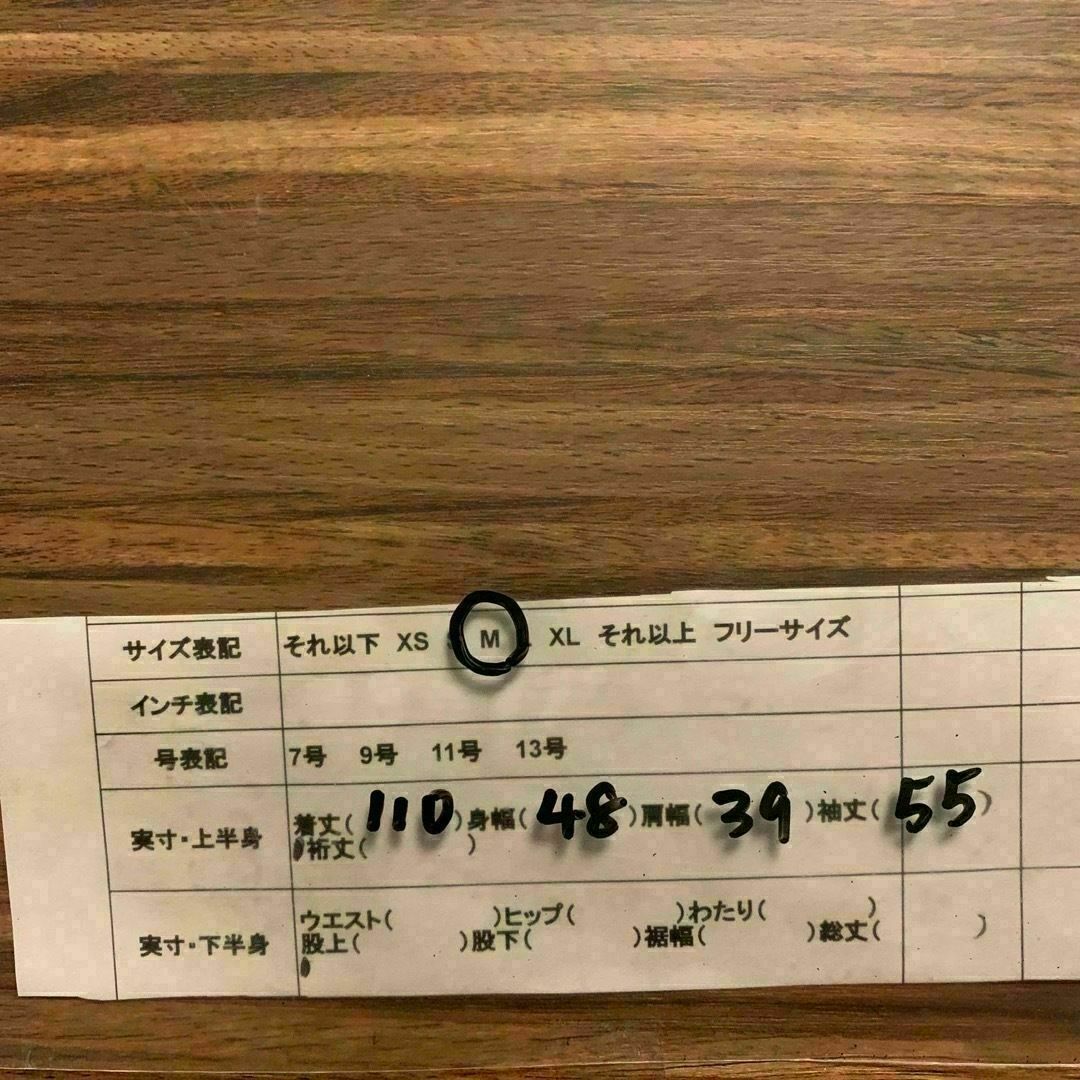 サイズ表記 それ以下 XS M XL それ以上 フリーサイズ
インチ表記
号表記 7号 9号 11号 13号
実寸・上半身 着丈(110)身幅(48)肩幅(39)袖丈(55)
裄丈( )
実寸・下半身 ウエスト( )ヒップ( )わたり( )
股上( )股下( )裾幅( )総丈( )